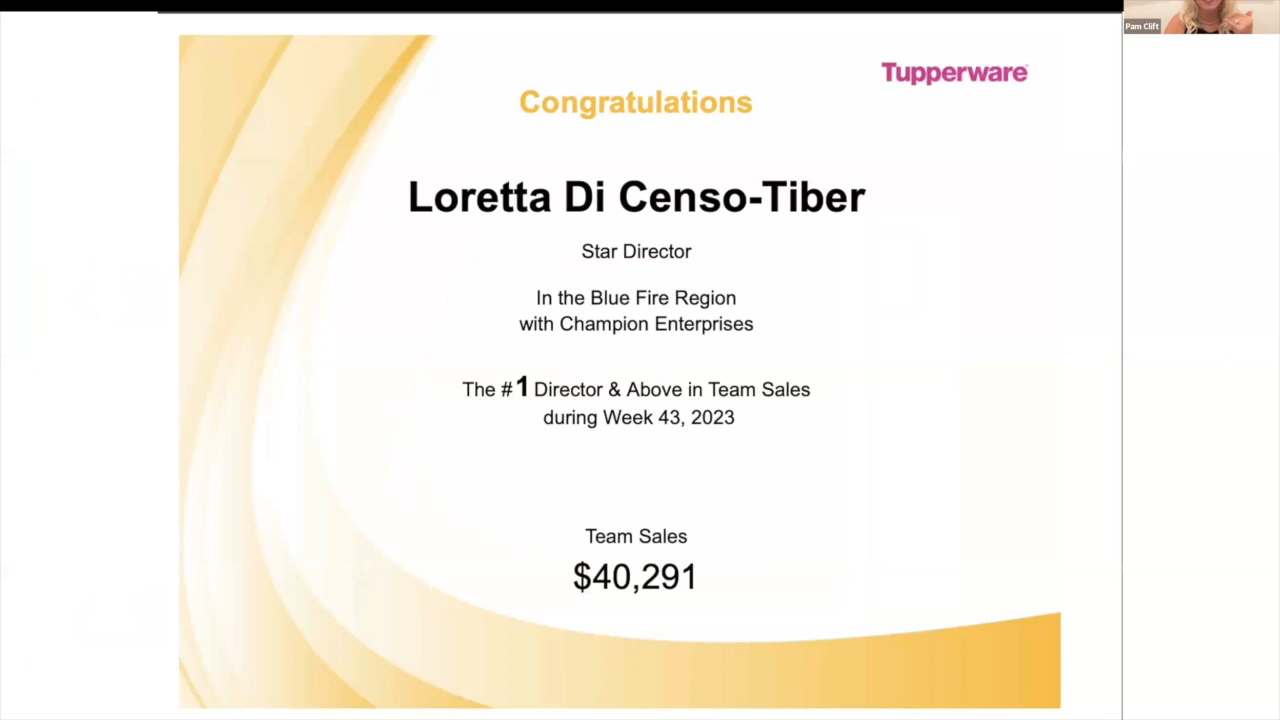 Pam Clift
Tupperware
Congratulations
Loretta Di Censo-Tiber
Star Director
In the Blue Fire Region
with Champion Enterprises
The #1 Director & Above in Team Sales
during Week 43, 2023
Team Sales
$40,291